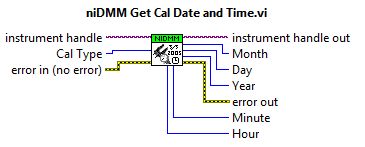 niDMM Get Cal Date and Time.vi
instrument handle
instrument handle out
Cal Type
Month
error in (no error)
Day
Year
error out
Minute
Hour
NIDMM
2005